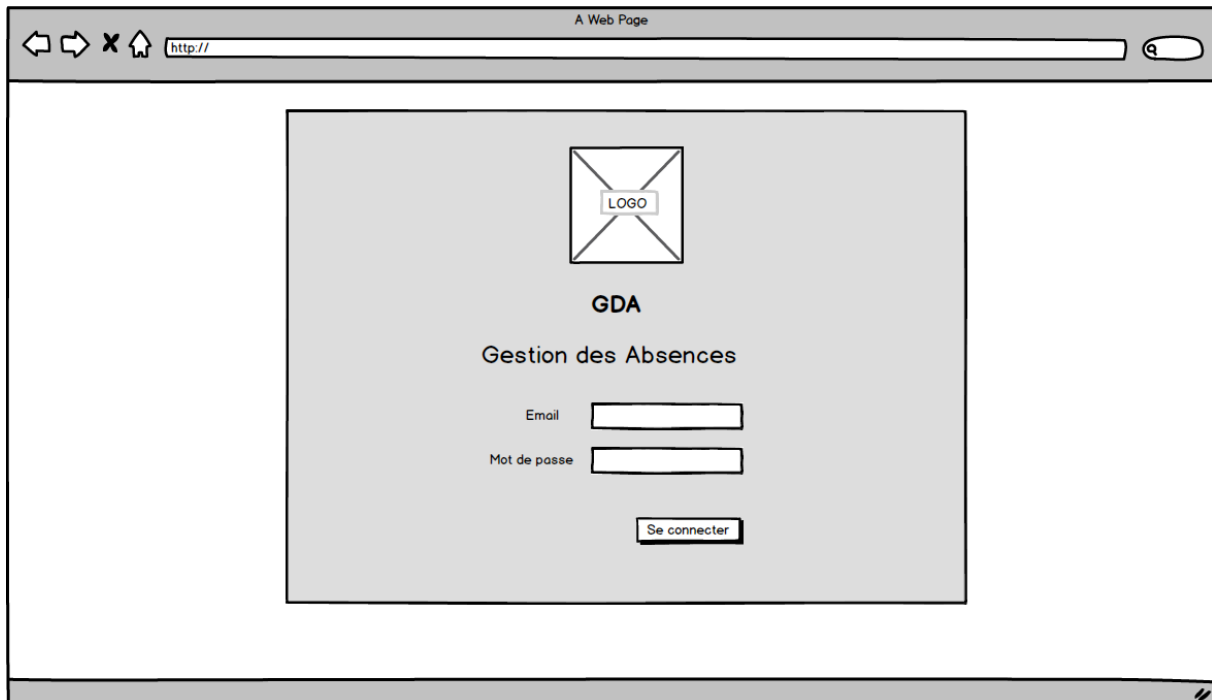 A Web Page
http://
LOGO
GDA
Gestion des Absences
Email
Mot de passe
Se connecter